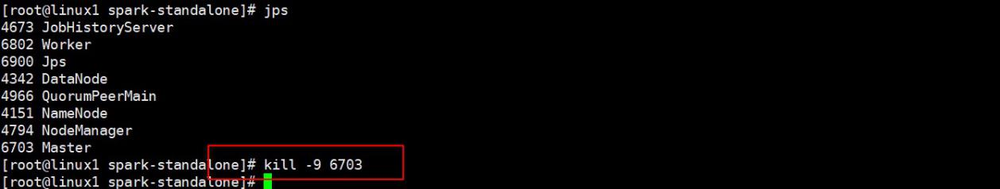 [root@linux1 spark-standalone]# jps
4673 JobHistoryServer
6802 Worker
6900 Jps
4342 DataNode
4966 QuorumPeerMain
4151 NameNode
4794 NodeManager
6703 Master
[root@linux1 spark-standalone]# kill -9 6703
[root@linux1 spark-standalone]#